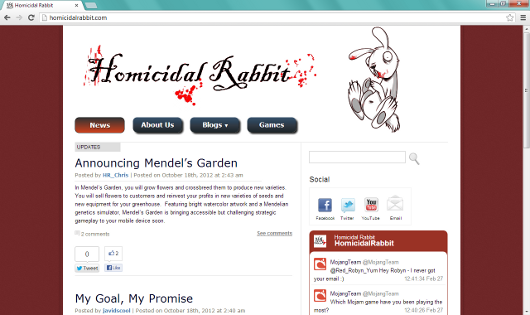 Homicidal Rabbit
homicidalrabbit.com
Homicidal Rabbit
News
About Us
Blogs ▾
Games
UPDATES
Announcing Mendel's Garden
Posted by HR_Chris | Posted on October 18th, 2012 at 2:43 am
In Mendel's Garden, you will grow flowers and crossbreed them to produce new varieties.
You will sell flowers to customers and reinvest your profits in new varieties of seeds and
new equipment for your greenhouse. Featuring bright watercolor artwork and a Mendelian
genetics simulator, Mendel's Garden is bringing accessible but challenging strategic
gameplay to your mobile device soon.
2 comments
See comments
0
2
Tweet
Like
My Goal, My Promise
Posted by javidscool | Posted on October 18th, 2012 at 2:40 am
Social
Facebook
Twitter
YouTube
Email
Homicidal Rabbit
HomicidalRabbit
MojangTeam @MojangTeam
@Red_Robyn_Yum Hey Robyn - I never got
your email :)
12:41:34 Feb 27
MojangTeam @MojangTeam
Which Mojam game have you been playing the
most?
12:40:25 Feb 27